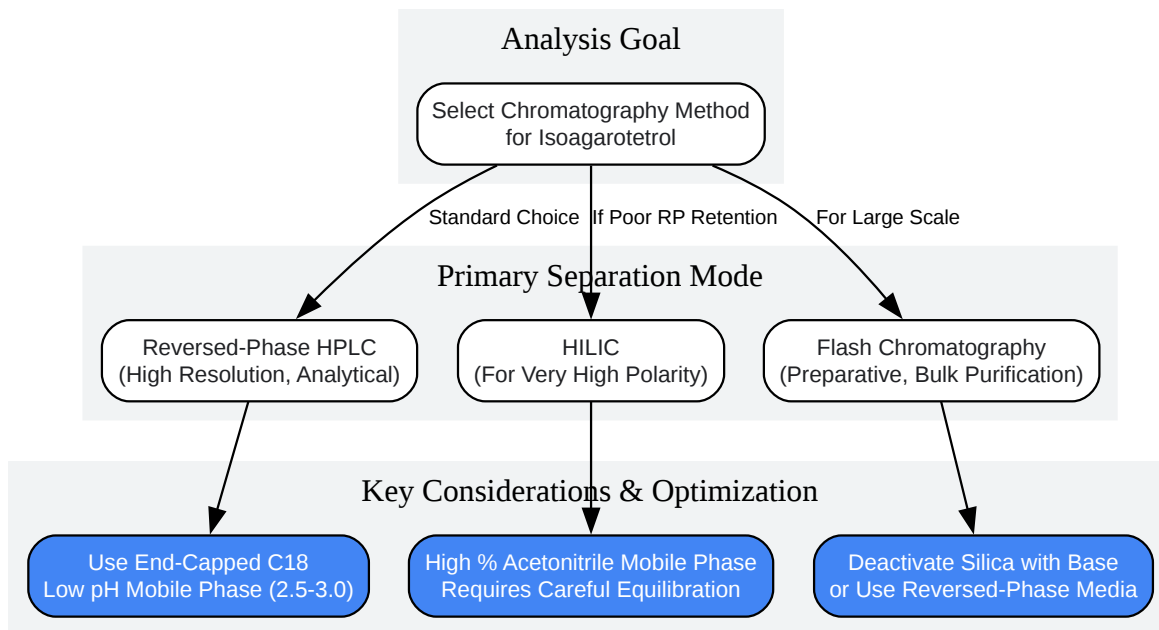 Analysis Goal
Select Chromatography Method
for Isoagarotetrol
Standard Choice
If Poor RP Retention
For Large Scale
Primary Separation Mode
Reversed-Phase HPLC
(High Resolution, Analytical)
HILIC
(For Very High Polarity)
Flash Chromatography
(Preparative, Bulk Purification)
Key Considerations & Optimization
Use End-Capped C18
Low pH Mobile Phase (2.5-3.0)
High % Acetonitrile Mobile Phase
Requires Careful Equilibration
Deactivate Silica with Base
or Use Reversed-Phase Media